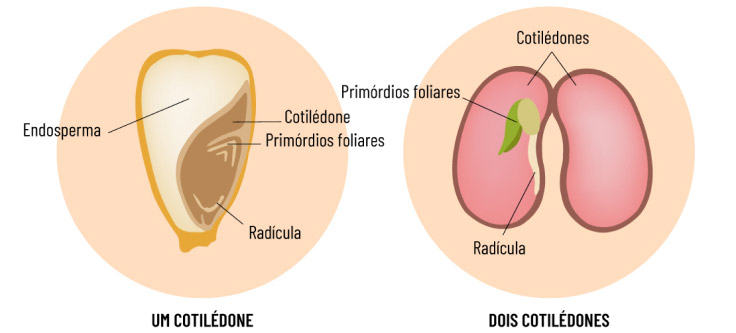 Endosperma
Cotilédone
Primórdios foliares
Radícula
UM COTILÉDONE
Cotilédones
Primórdios foliares
Radícula
DOIS COTILÉDONES